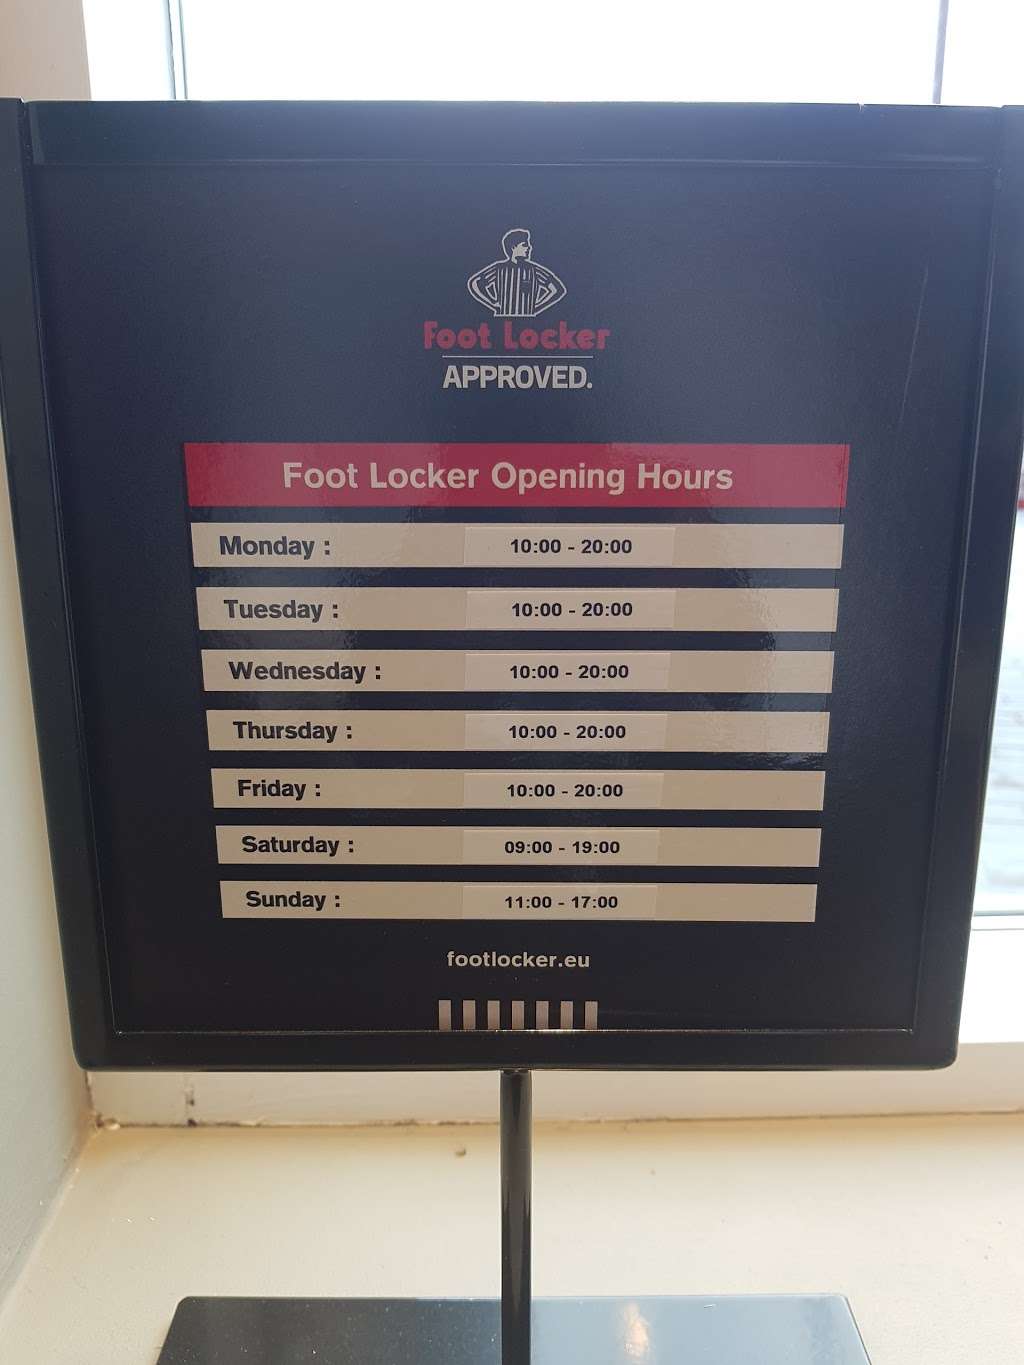 Foot Locker
APPROVED.
Foot Locker Opening Hours
Monday : 10:00 - 20:00
Tuesday : 10:00 - 20:00
Wednesday : 10:00 - 20:00
Thursday : 10:00 - 20:00
Friday : 10:00 - 20:00
Saturday : 09:00 - 19:00
Sunday : 11:00 - 17:00
footlocker.eu